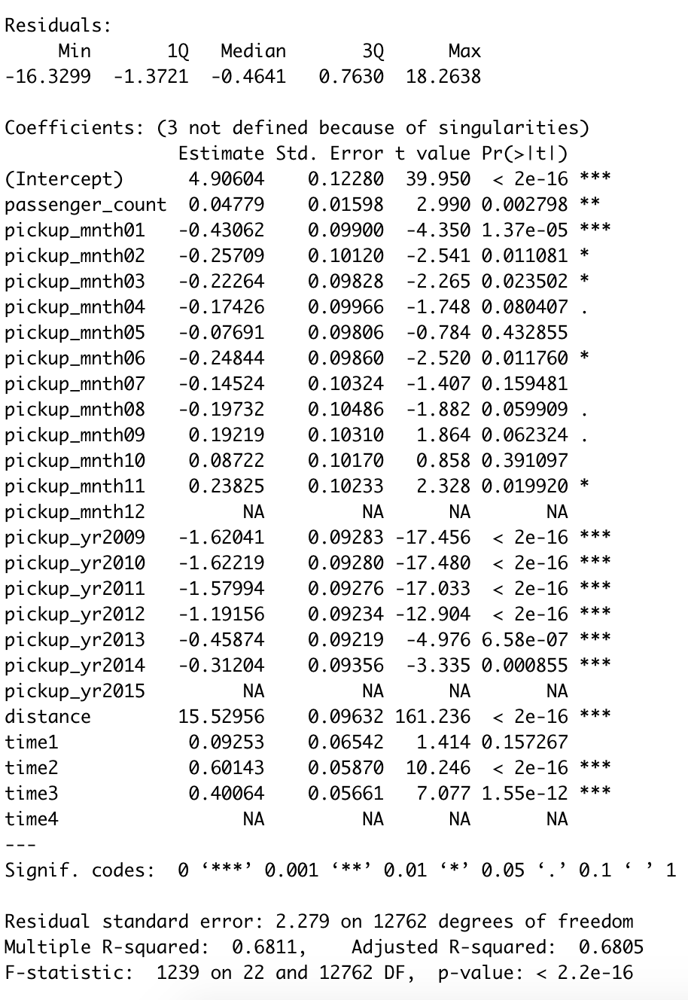 Residuals:
     Min       1Q   Median       3Q      Max
-16.3299  -1.3721  -0.4641   0.7630  18.2638
Coefficients: (3 not defined because of singularities)
                Estimate Std. Error t value Pr(>|t|)
(Intercept)      4.90604    0.12280  39.950  < 2e-16 ***
passenger_count  0.04779    0.01598   2.990 0.002798 **
pickup_mnth01   -0.43062    0.09900  -4.350 1.37e-05 ***
pickup_mnth02   -0.25709    0.10120  -2.541 0.011081 *
pickup_mnth03   -0.22264    0.09828  -2.265 0.023502 *
pickup_mnth04   -0.17426    0.09966  -1.748 0.080407 .
pickup_mnth05   -0.07691    0.09806  -0.784 0.432855
pickup_mnth06   -0.24844    0.09860  -2.520 0.011760 *
pickup_mnth07   -0.14524    0.10324  -1.407 0.159481
pickup_mnth08   -0.19732    0.10486  -1.882 0.059909 .
pickup_mnth09    0.19219    0.10310   1.864 0.062324 .
pickup_mnth10    0.08722    0.10170   0.858 0.391097
pickup_mnth11    0.23825    0.10233   2.328 0.019920 *
pickup_mnth12         NA         NA      NA       NA
pickup_yr2009   -1.62041    0.09283 -17.456  < 2e-16 ***
pickup_yr2010   -1.62219    0.09280 -17.480  < 2e-16 ***
pickup_yr2011   -1.57994    0.09276 -17.033  < 2e-16 ***
pickup_yr2012   -1.19156    0.09234 -12.904  < 2e-16 ***
pickup_yr2013   -0.45874    0.09219  -4.976 6.58e-07 ***
pickup_yr2014   -0.31204    0.09356  -3.335 0.000855 ***
pickup_yr2015         NA         NA      NA       NA
distance        15.52956    0.09632 161.236  < 2e-16 ***
time1            0.09253    0.06542   1.414 0.157267
time2            0.60143    0.05870  10.246  < 2e-16 ***
time3            0.40064    0.05661   7.077 1.55e-12 ***
time4                 NA         NA      NA       NA
---
Signif. codes:  0 ‘***’ 0.001 ‘**’ 0.01 ‘*’ 0.05 ‘.’ 0.1 ‘ ’ 1
Residual standard error: 2.279 on 12762 degrees of freedom
Multiple R-squared:  0.6811,	Adjusted R-squared:  0.6805
F-statistic:  1239 on 22 and 12762 DF,  p-value: < 2.2e-16